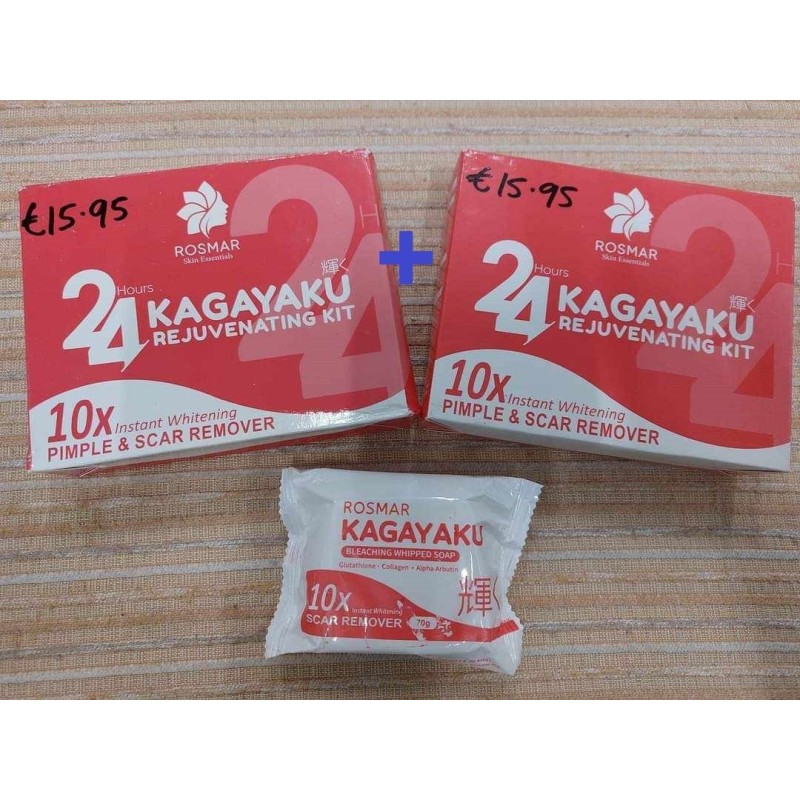 €15.95
ROSMAR
Skin Essentials
24 Hours
KAGAYAKU 輝く
REJUVENATING KIT
24 H
10x Instant Whitening
PIMPLE & SCAR REMOVER
+
€15.95
ROSMAR
Skin Essentials
24 Hours
KAGAYAKU 輝く
REJUVENATING KIT
24 H
10x Instant Whitening
PIMPLE & SCAR REMOVER
ROSMAR
KAGAYAKU
BLEACHING WHIPPED SOAP
Glutathione • Collagen • Alpha Arbutin
10x Instant Whitening
SCAR REMOVER 70g
輝く